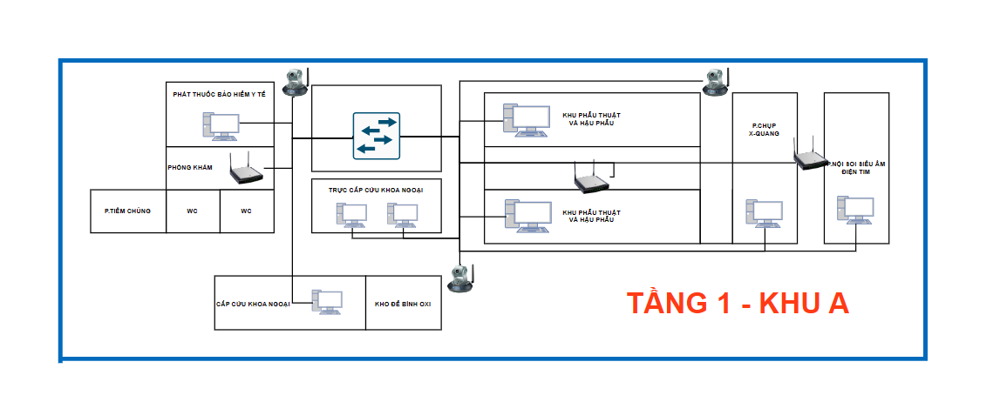 PHÁT THUỐC BẢO HIỂM Y TẾ
PHÒNG KHÁM
P.TIÊM CHỦNG
WC
WC
TRỰC CẤP CỨU KHOA NGOẠI
KHU PHẪU THUẬT
VÀ HẬU PHẪU
P.CHỤP
X-QUANG
P.NỘI SOI SIÊU ÂM
ĐIỆN TIM
KHU PHẪU THUẬT
VÀ HẬU PHẪU
CẤP CỨU KHOA NGOẠI
KHO ĐỂ BÌNH OXI
TẦNG 1 - KHU A